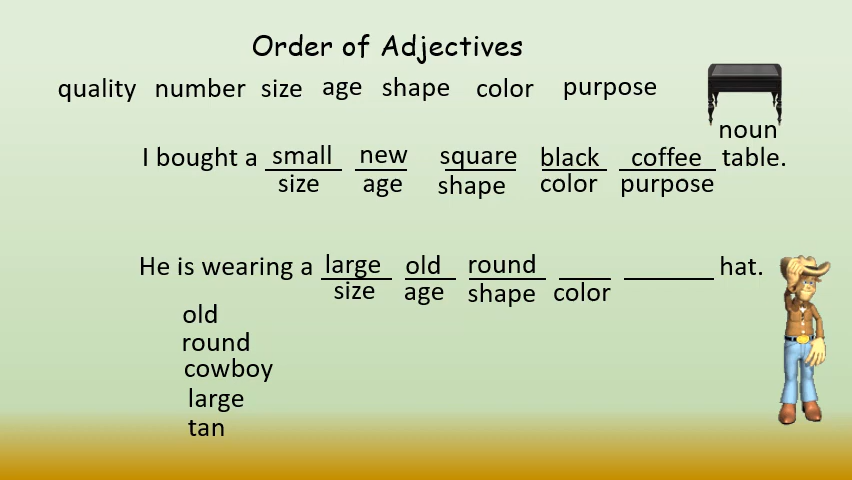 Order of Adjectives
quality number size age shape color purpose
noun
I bought a small new square black coffee table.
size age shape color purpose
He is wearing a large old round ____ ______ hat.
size age shape color
old
round
cowboy
large
tan